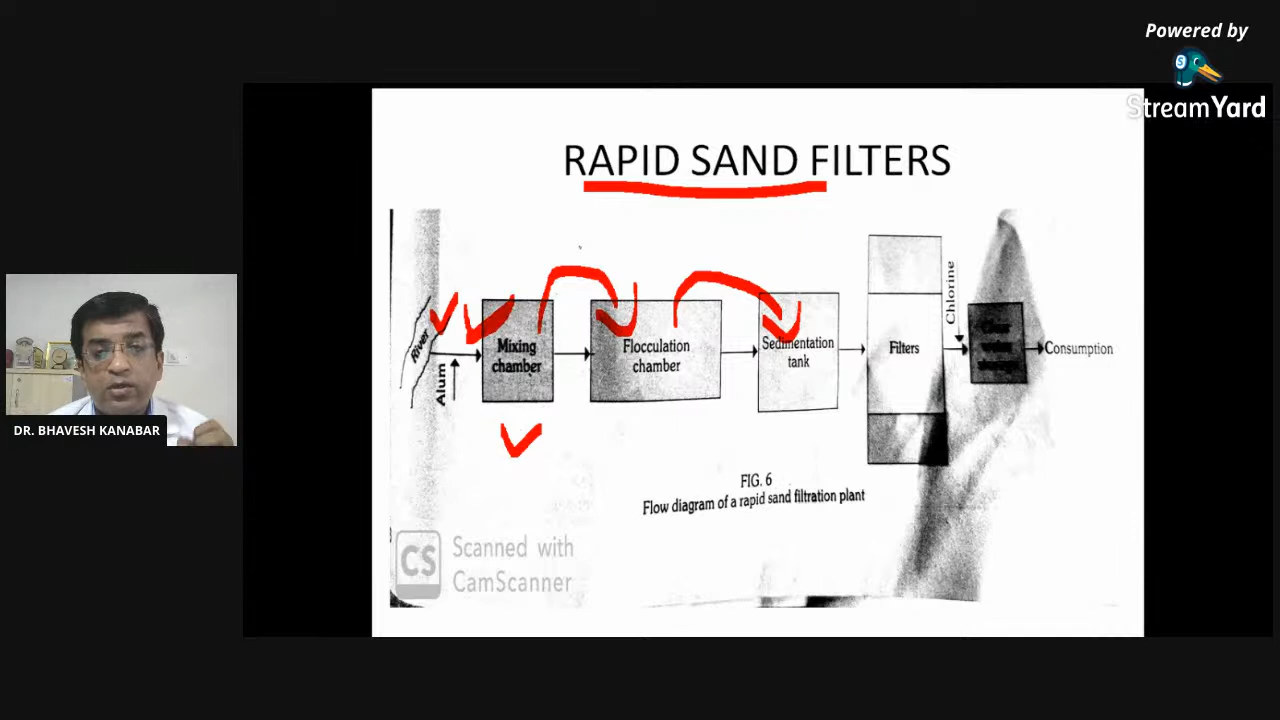 Powered by
StreamYard
RAPID SAND FILTERS
River
Alum
Mixing
chamber
Flocculation
chamber
Sedimentation
tank
Filters
Chlorine
Consumption
FIG. 6
Flow diagram of a rapid sand filtration plant
CS Scanned with
CamScanner
DR. BHAVESH KANABAR